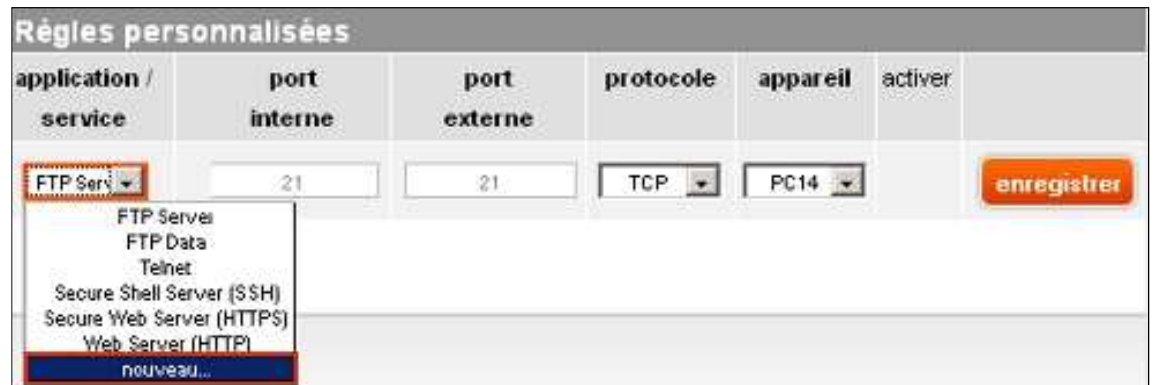 Règles personnalisées
application / service
port interne
port externe
protocole
appareil
activer
FTP Serv
21
21
TCP
PC14
enregistrer
FTP Server
FTP Data
Telnet
Secure Shell Server (SSH)
Secure Web Server (HTTPS)
Web Server (HTTP)
nouveau...